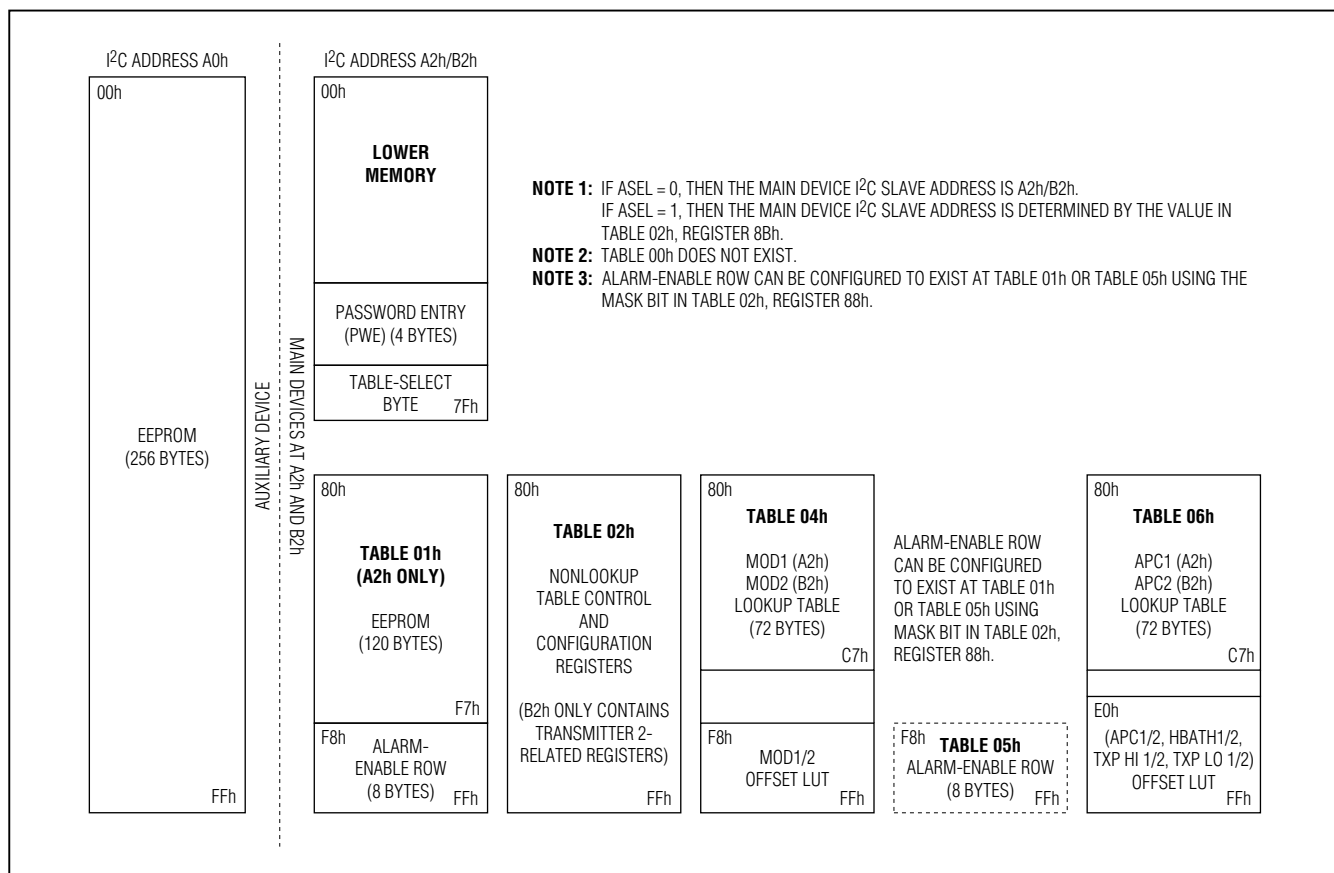 I2C ADDRESS A0h
00h
EEPROM
(256 BYTES)
FFh
AUXILIARY DEVICE
MAIN DEVICES AT A2h AND B2h
I2C ADDRESS A2h/B2h
00h
LOWER
MEMORY
PASSWORD ENTRY
(PWE) (4 BYTES)
TABLE-SELECT
BYTE
7Fh
NOTE 1: IF ASEL = 0, THEN THE MAIN DEVICE I2C SLAVE ADDRESS IS A2h/B2h.
IF ASEL = 1, THEN THE MAIN DEVICE I2C SLAVE ADDRESS IS DETERMINED BY THE VALUE IN
TABLE 02h, REGISTER 8Bh.
NOTE 2: TABLE 00h DOES NOT EXIST.
NOTE 3: ALARM-ENABLE ROW CAN BE CONFIGURED TO EXIST AT TABLE 01h OR TABLE 05h USING THE
MASK BIT IN TABLE 02h, REGISTER 88h.
80h
TABLE 01h
(A2h ONLY)
EEPROM
(120 BYTES)
F7h
F8h
ALARM-
ENABLE ROW
(8 BYTES)
FFh
80h
TABLE 02h
NONLOOKUP
TABLE CONTROL
AND
CONFIGURATION
REGISTERS
(B2h ONLY CONTAINS
TRANSMITTER 2-
RELATED REGISTERS)
FFh
80h
TABLE 04h
MOD1 (A2h)
MOD2 (B2h)
LOOKUP TABLE
(72 BYTES)
C7h
F8h
MOD1/2
OFFSET LUT
FFh
ALARM-ENABLE ROW
CAN BE CONFIGURED
TO EXIST AT TABLE 01h
OR TABLE 05h USING
MASK BIT IN TABLE 02h,
REGISTER 88h.
F8h
TABLE 05h
ALARM-ENABLE ROW
(8 BYTES)
FFh
80h
TABLE 06h
APC1 (A2h)
APC2 (B2h)
LOOKUP TABLE
(72 BYTES)
C7h
E0h
(APC1/2, HBATH1/2,
TXP HI 1/2, TXP LO 1/2)
OFFSET LUT
FFh